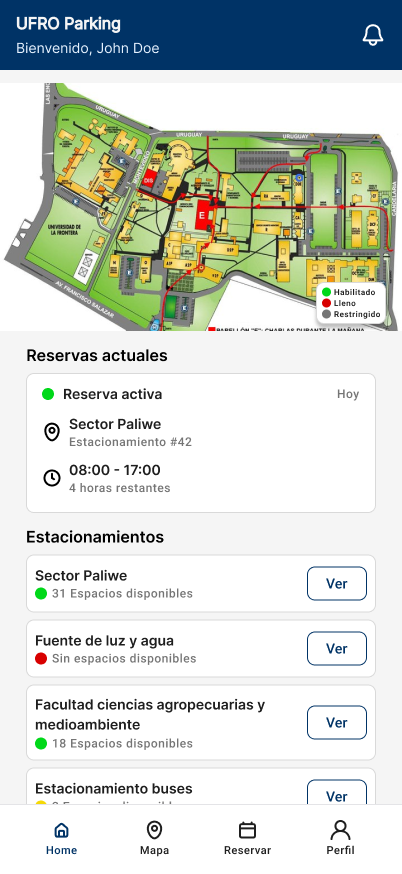 UFRO Parking
Bienvenido, John Doe
URUGUAY
URUGUAY
URUGUAY
DIS
E
UNIVERSIDAD DE
LA FRONTERA
AV. FRANCISCO SALAZAR
Habilitado
Lleno
Restringido
PABELLÓN "E": CHARLAS DURANTE LA MAÑANA
Reservas actuales
Reserva activa
Hoy
Sector Paliwe
Estacionamiento #42
08:00 - 17:00
4 horas restantes
Estacionamientos
Sector Paliwe
31 Espacios disponibles
Ver
Fuente de luz y agua
Sin espacios disponibles
Ver
Facultad ciencias agropecuarias y
medioambiente
18 Espacios disponibles
Ver
Estacionamiento buses
Ver
Home
Mapa
Reservar
Perfil